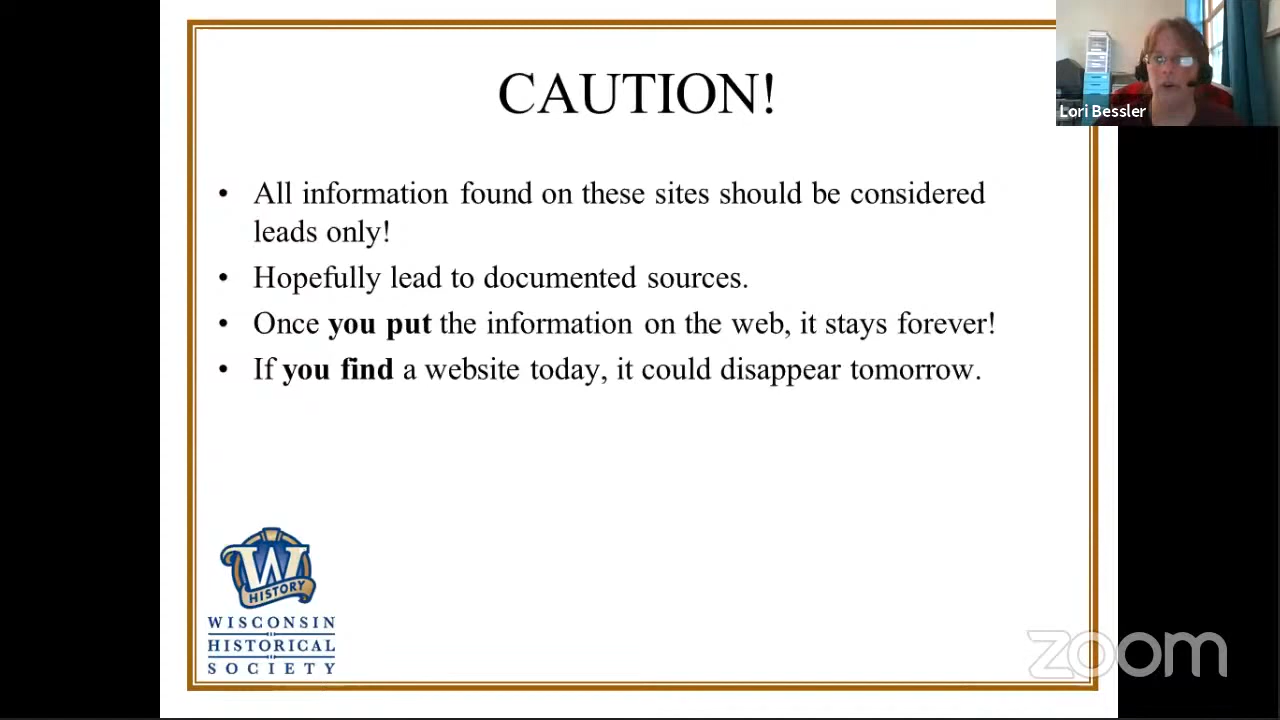 CAUTION!
Lori Bessler
• All information found on these sites should be considered
leads only!
• Hopefully lead to documented sources.
• Once you put the information on the web, it stays forever!
• If you find a website today, it could disappear tomorrow.
W
HISTORY
WISCONSIN
HISTORICAL
SOCIETY
zoom